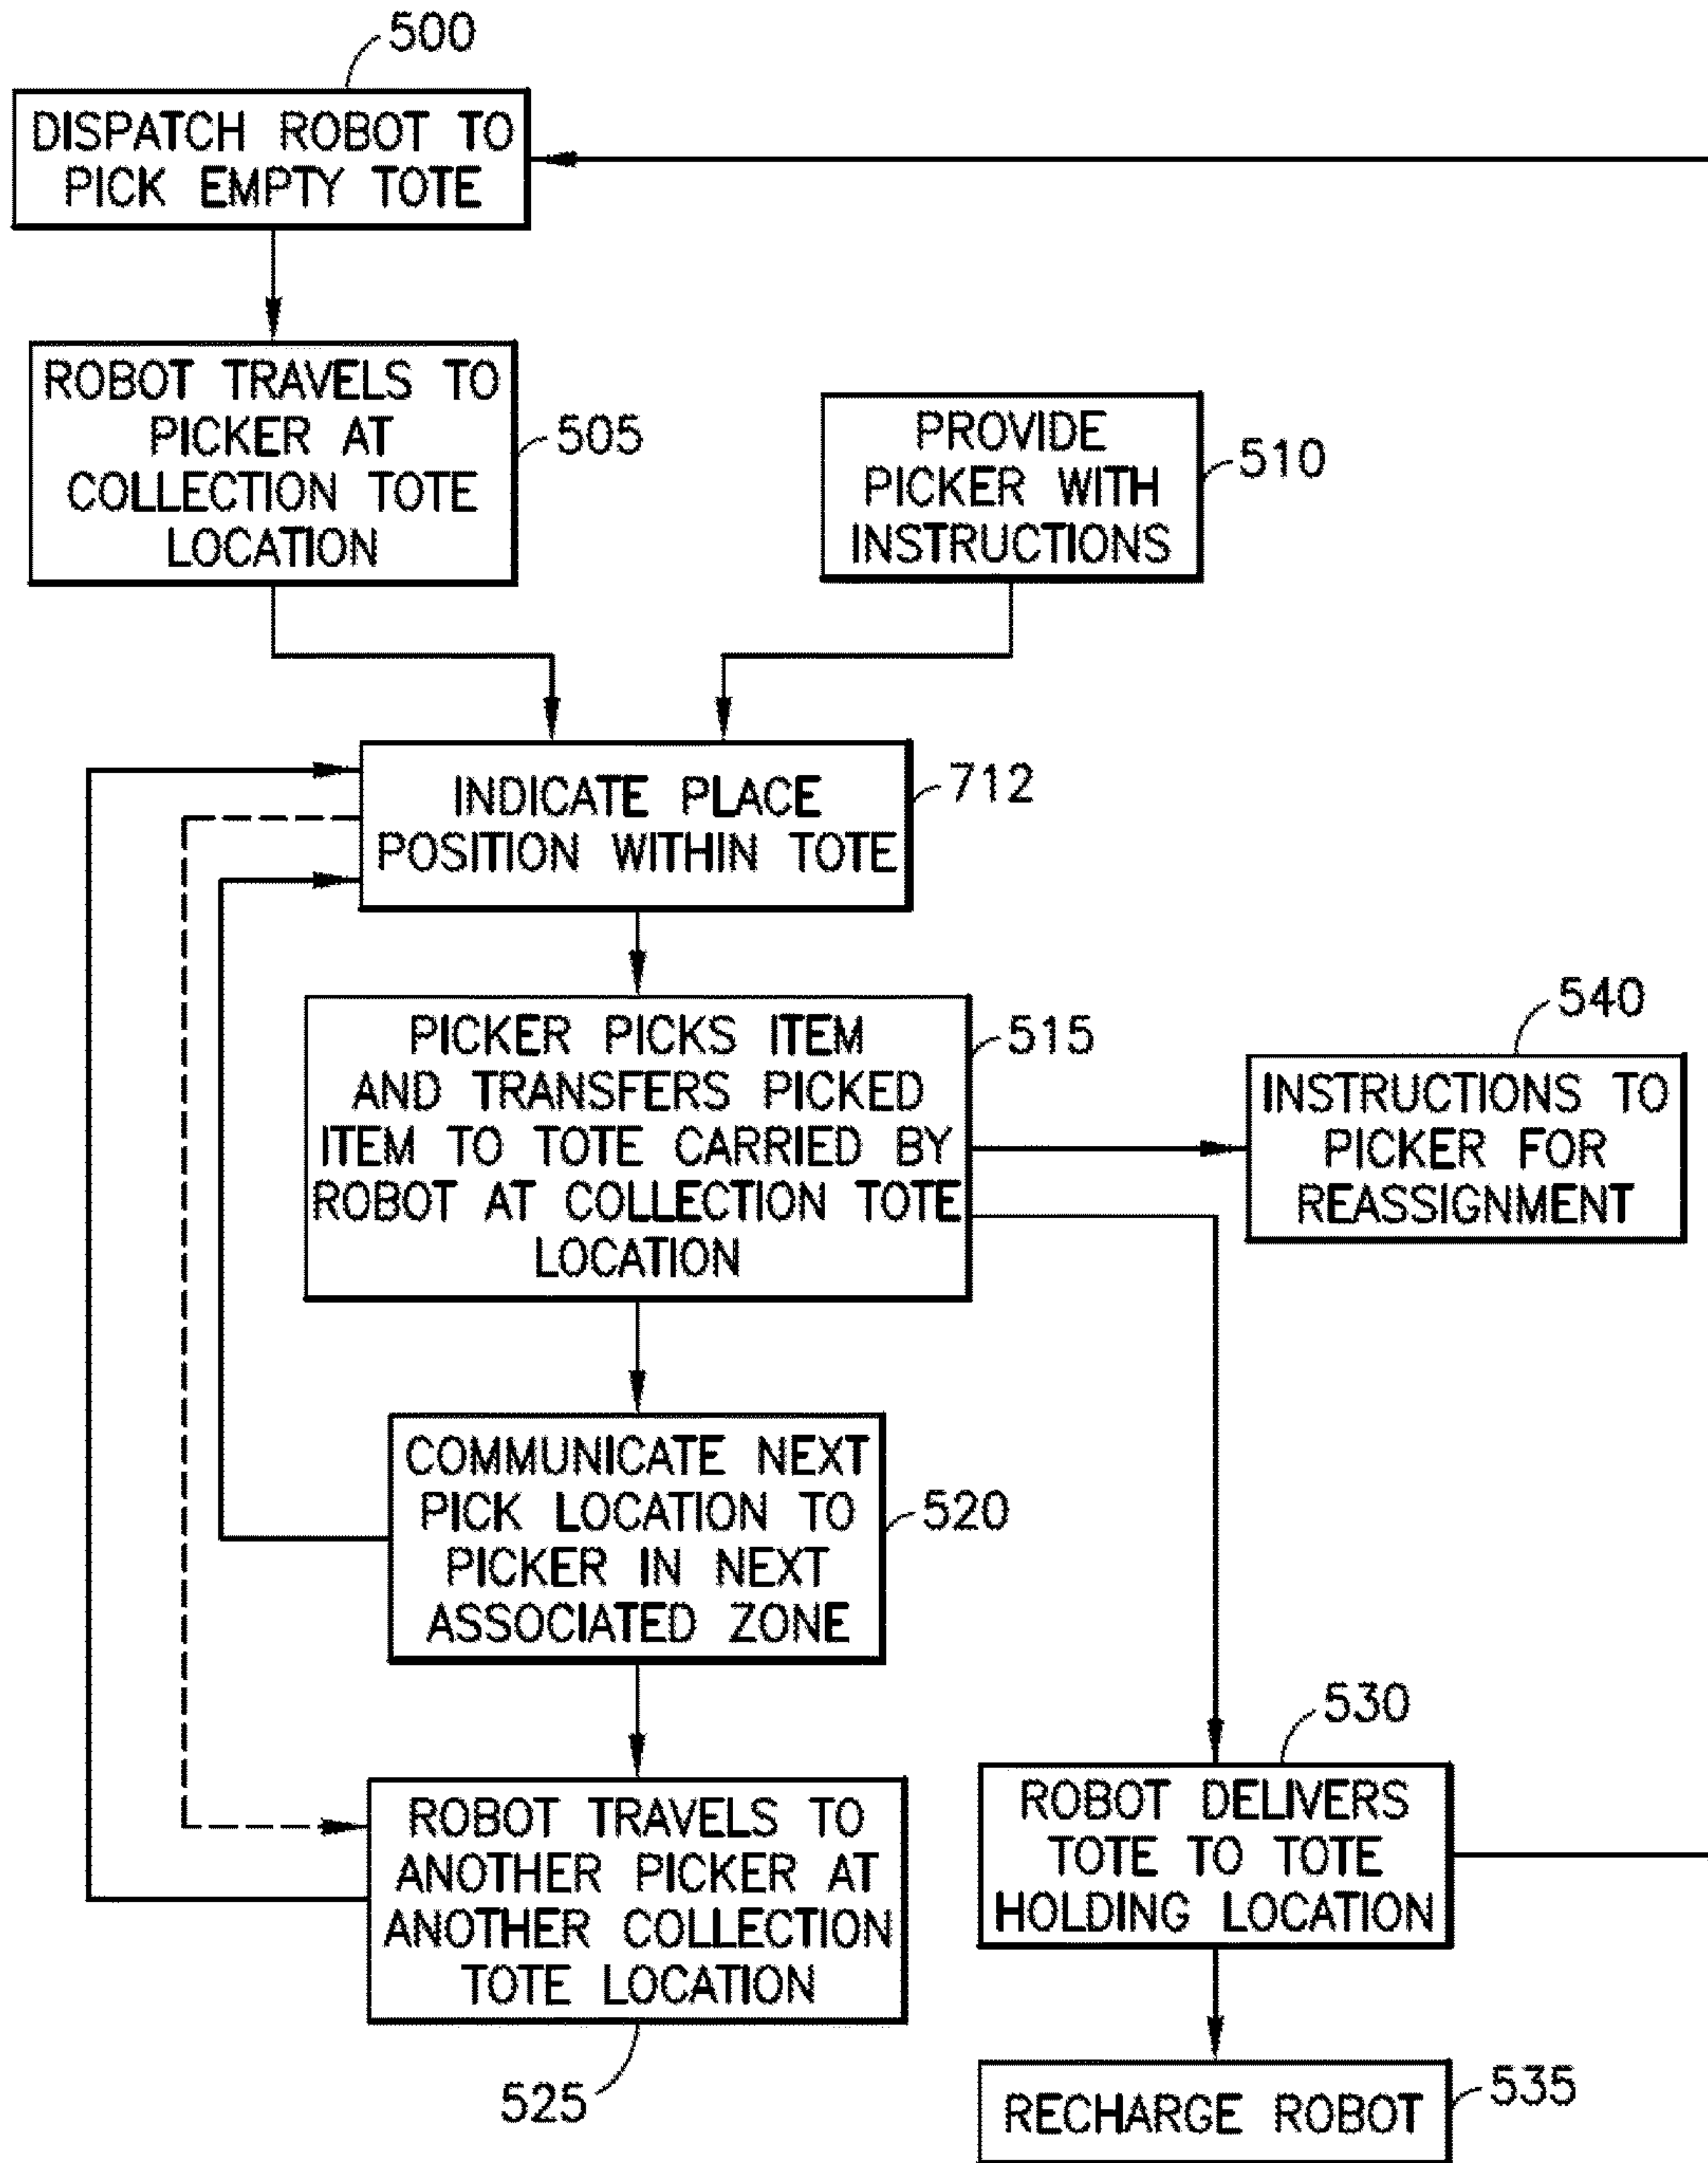 500
DISPATCH ROBOT TO
PICK EMPTY TOTE
ROBOT TRAVELS TO
PICKER AT
COLLECTION TOTE
LOCATION
505
PROVIDE
PICKER WITH
INSTRUCTIONS
510
INDICATE PLACE
POSITION WITHIN TOTE
712
PICKER PICKS ITEM
AND TRANSFERS PICKED
ITEM TO TOTE CARRIED BY
ROBOT AT COLLECTION TOTE
LOCATION
515
540
INSTRUCTIONS TO
PICKER FOR
REASSIGNMENT
COMMUNICATE NEXT
PICK LOCATION TO
PICKER IN NEXT
ASSOCIATED ZONE
520
530
ROBOT DELIVERS
TOTE TO TOTE
HOLDING LOCATION
ROBOT TRAVELS TO
ANOTHER PICKER AT
ANOTHER COLLECTION
TOTE LOCATION
525
RECHARGE ROBOT
535